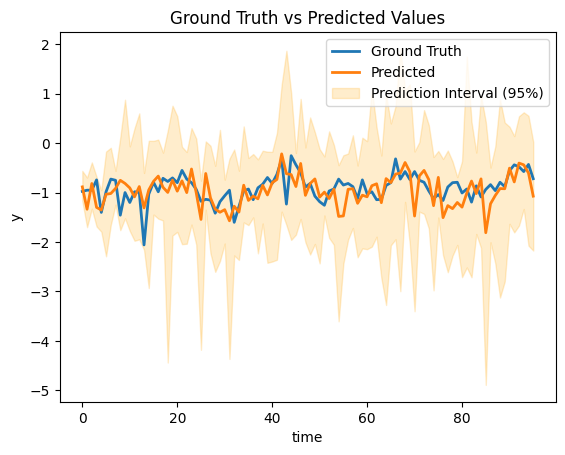 Ground Truth vs Predicted Values
Ground Truth
Predicted
Prediction Interval (95%)
y
2
1
0
−1
−2
−3
−4
−5
0
20
40
60
80
time